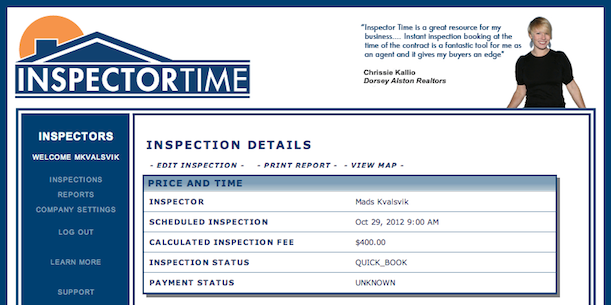 INSPECTORTIME
"Inspector Time is a great resource for my
business.... Instant inspection booking at the
time of the contract is a fantastic tool for me as
an agent and it gives my buyers an edge"
Chrissie Kallio
Dorsey Alston Realtors
INSPECTORS
WELCOME MKVALSVIK
INSPECTIONS
REPORTS
COMPANY SETTINGS
LOG OUT
LEARN MORE
SUPPORT
INSPECTION DETAILS
- EDIT INSPECTION - - PRINT REPORT - - VIEW MAP -
PRICE AND TIME
INSPECTOR Mads Kvalsvik
SCHEDULED INSPECTION Oct 29, 2012 9:00 AM
CALCULATED INSPECTION FEE $400.00
INSPECTION STATUS QUICK_BOOK
PAYMENT STATUS UNKNOWN